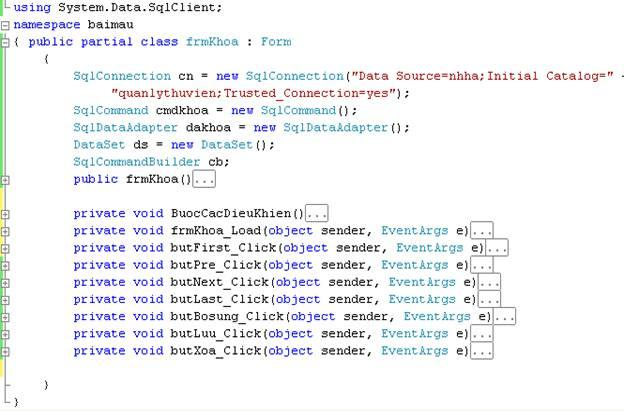 using System.Data.SqlClient;
namespace baimau
{ public partial class frmKhoa : Form
{
SqlConnection cn = new SqlConnection("Data Source=nhha;Initial Catalog=" +
"quanlythuvien;Trusted_Connection=yes");
SqlCommand cmdkhoa = new SqlCommand();
SqlDataAdapter dakhoa = new SqlDataAdapter();
DataSet ds = new DataSet();
SqlCommandBuilder cb;
public frmKhoa()...
private void BuocCacDieuKhien()...
private void frmKhoa_Load(object sender, EventArgs e)...
private void butFirst_Click(object sender, EventArgs e)...
private void butPre_Click(object sender, EventArgs e)...
private void butNext_Click(object sender, EventArgs e)...
private void butLast_Click(object sender, EventArgs e)...
private void butBosung_Click(object sender, EventArgs e)...
private void butLuu_Click(object sender, EventArgs e)...
private void butXoa_Click(object sender, EventArgs e)...
}
}